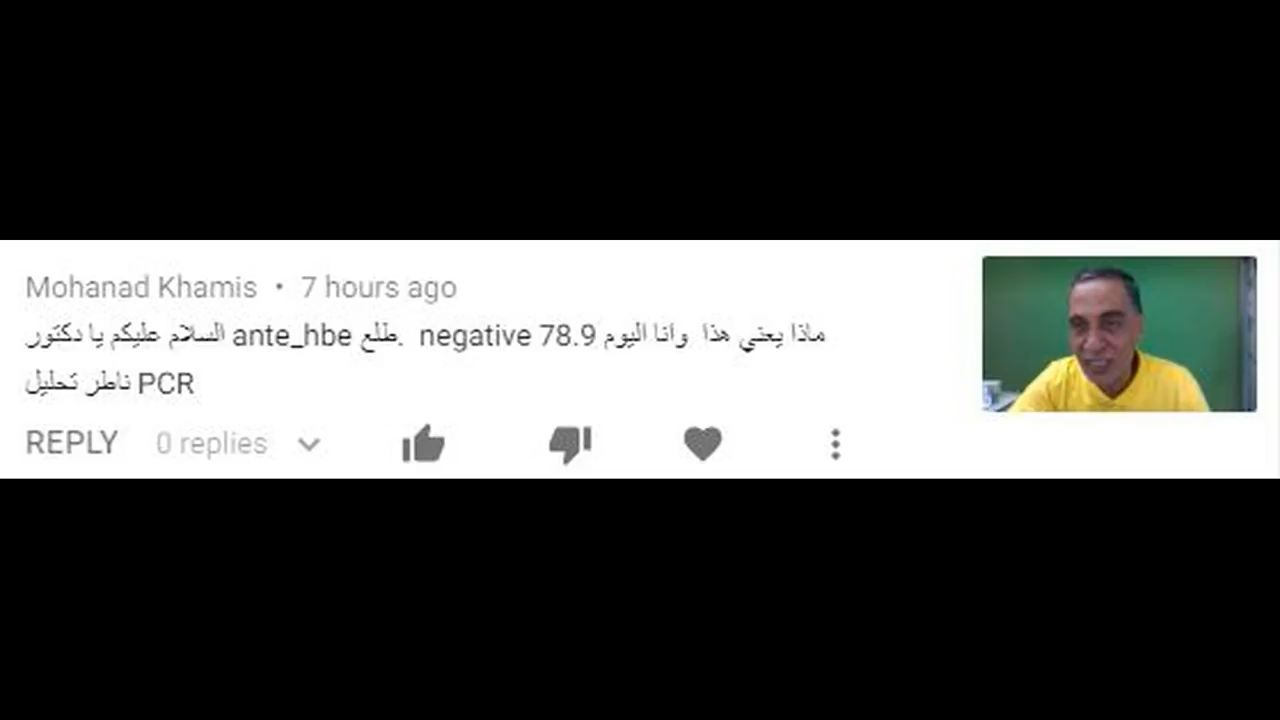 Mohanad Khamis • 7 hours ago
السلام عليكم يا دكتور ante_hbe طلع. negative 78.9 ماذا يعني هذا وانا اليوم
ناطر تحليل PCR
REPLY 0 replies